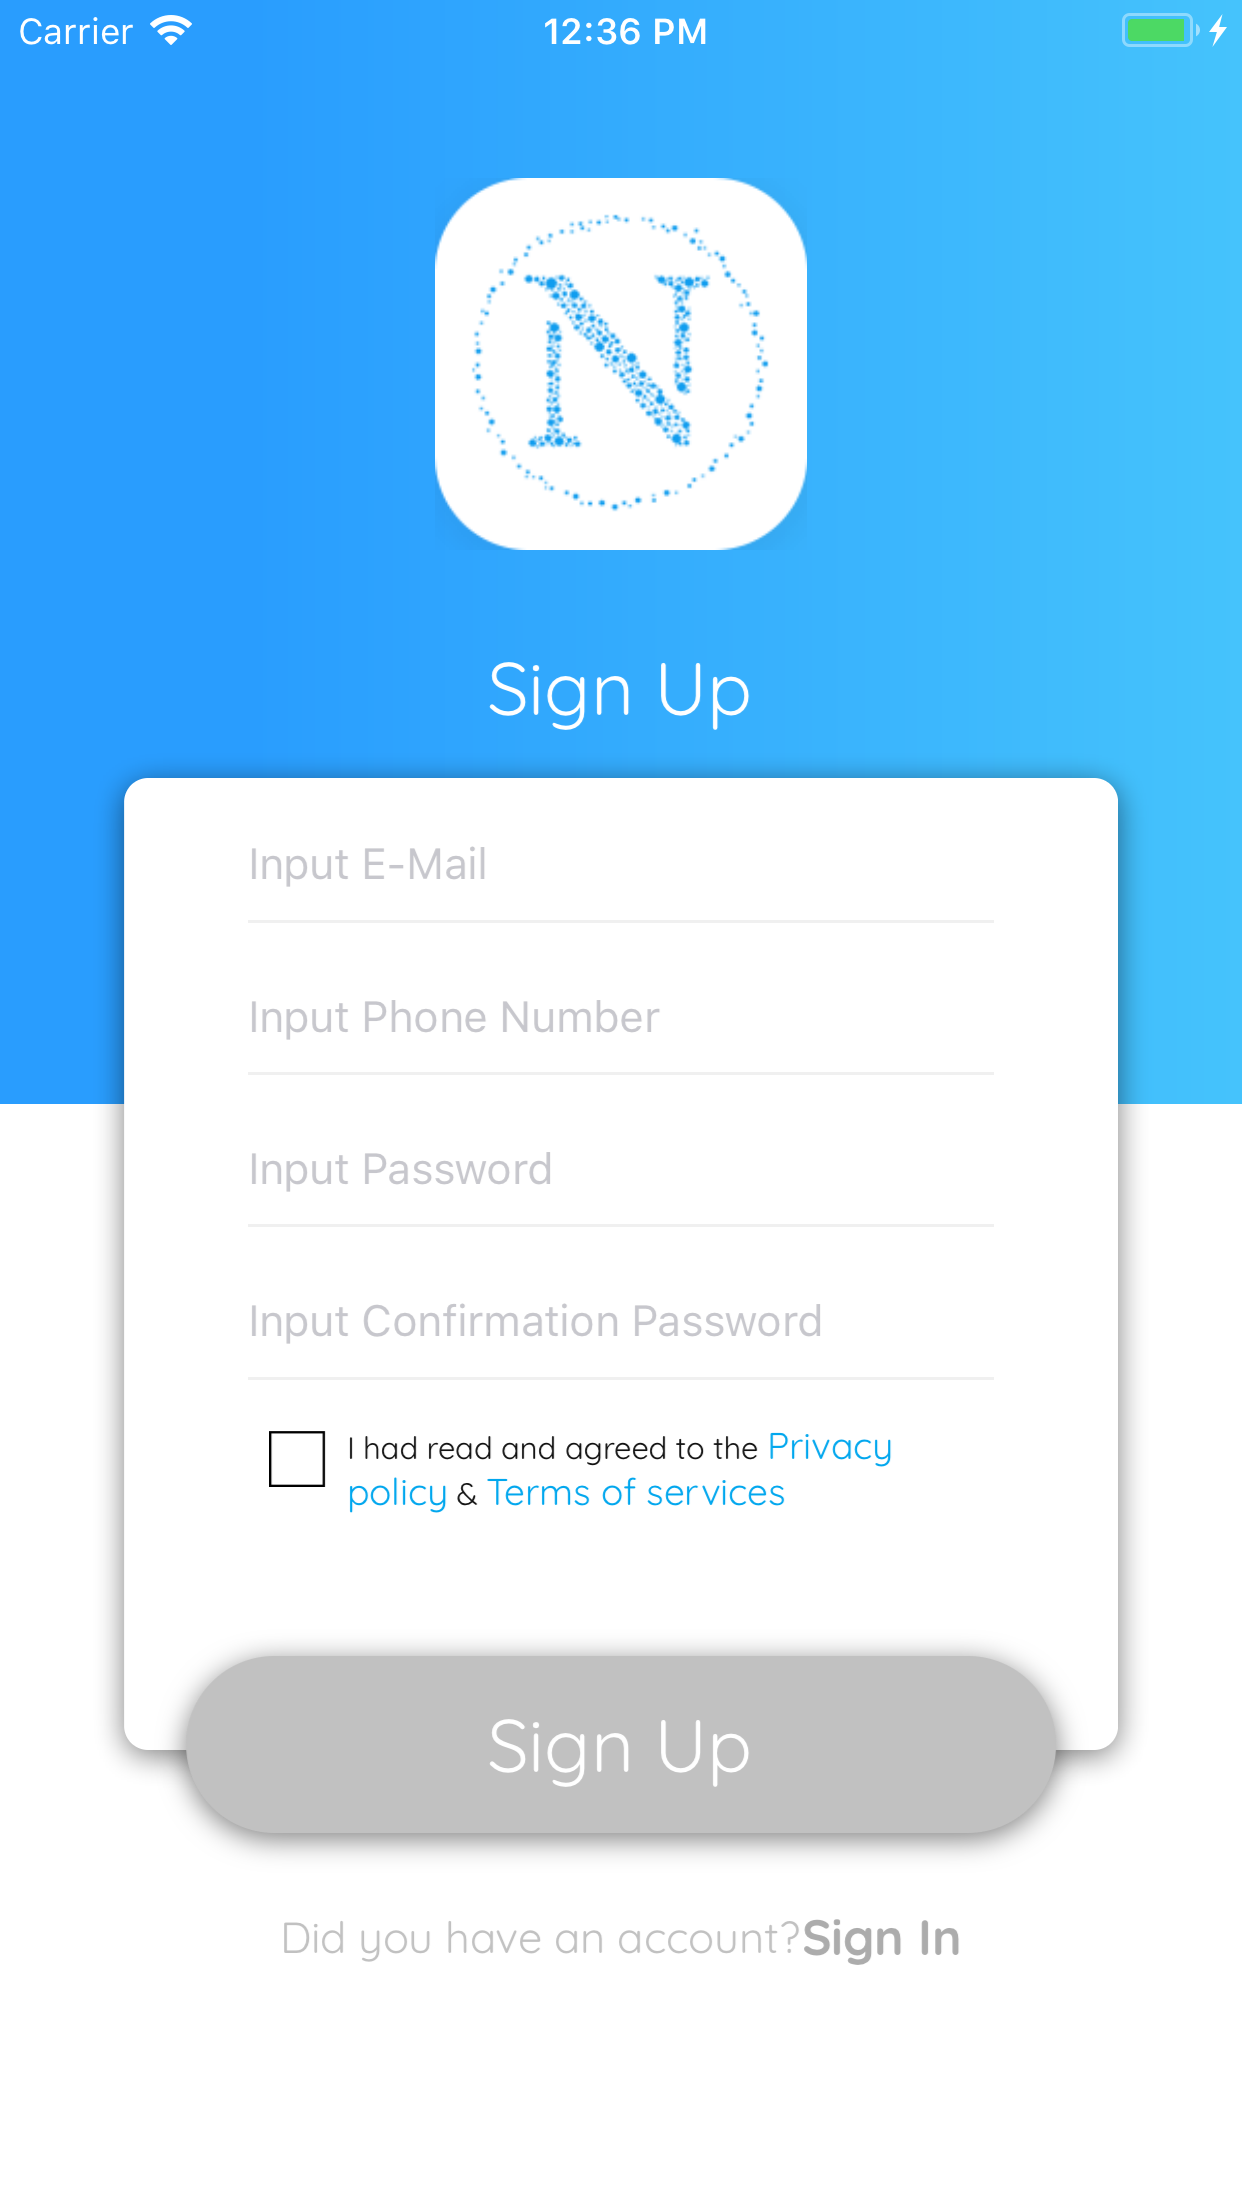 Carrier 12:36 PM
N
Sign Up
Input E-Mail
Input Phone Number
Input Password
Input Confirmation Password
I had read and agreed to the Privacy
policy & Terms of services
Sign Up
Did you have an account?Sign In